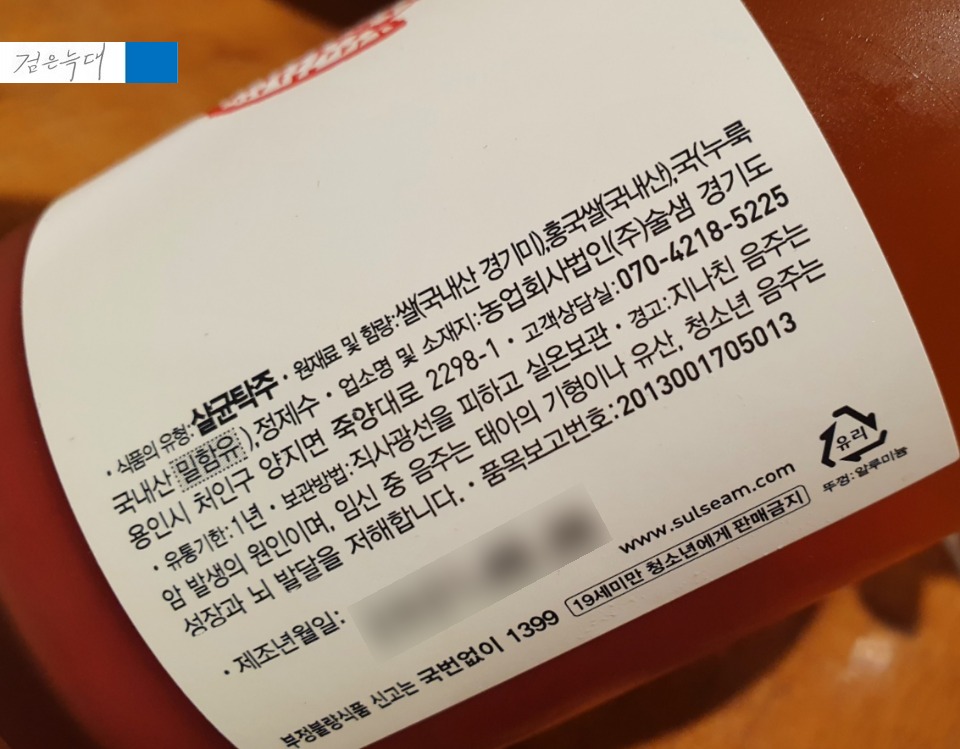 검은늑대
· 식품의 유형:살균탁주 · 원재료 및 함량:쌀(국내산 경기미),홍국쌀(국내산),국(누룩
국내산 밀함유),정제수 · 업소명 및 소재지:농업회사법인(주)술샘 경기도
용인시 처인구 양지면 죽양대로 2298-1 · 고객상담실:070-4218-5225
· 유통기한:1년 · 보관방법:직사광선을 피하고 실온보관 · 경고:지나친 음주는
암 발생의 원인이며, 임신 중 음주는 태아의 기형이나 유산, 청소년 음주는
성장과 뇌 발달을 저해합니다. · 품목보고번호:2013001705013
· 제조년월일:
www.sulseam.com
부정불량식품 신고는 국번없이 1399
19세미만 청소년에게 판매금지
유리
뚜껑:알루미늄